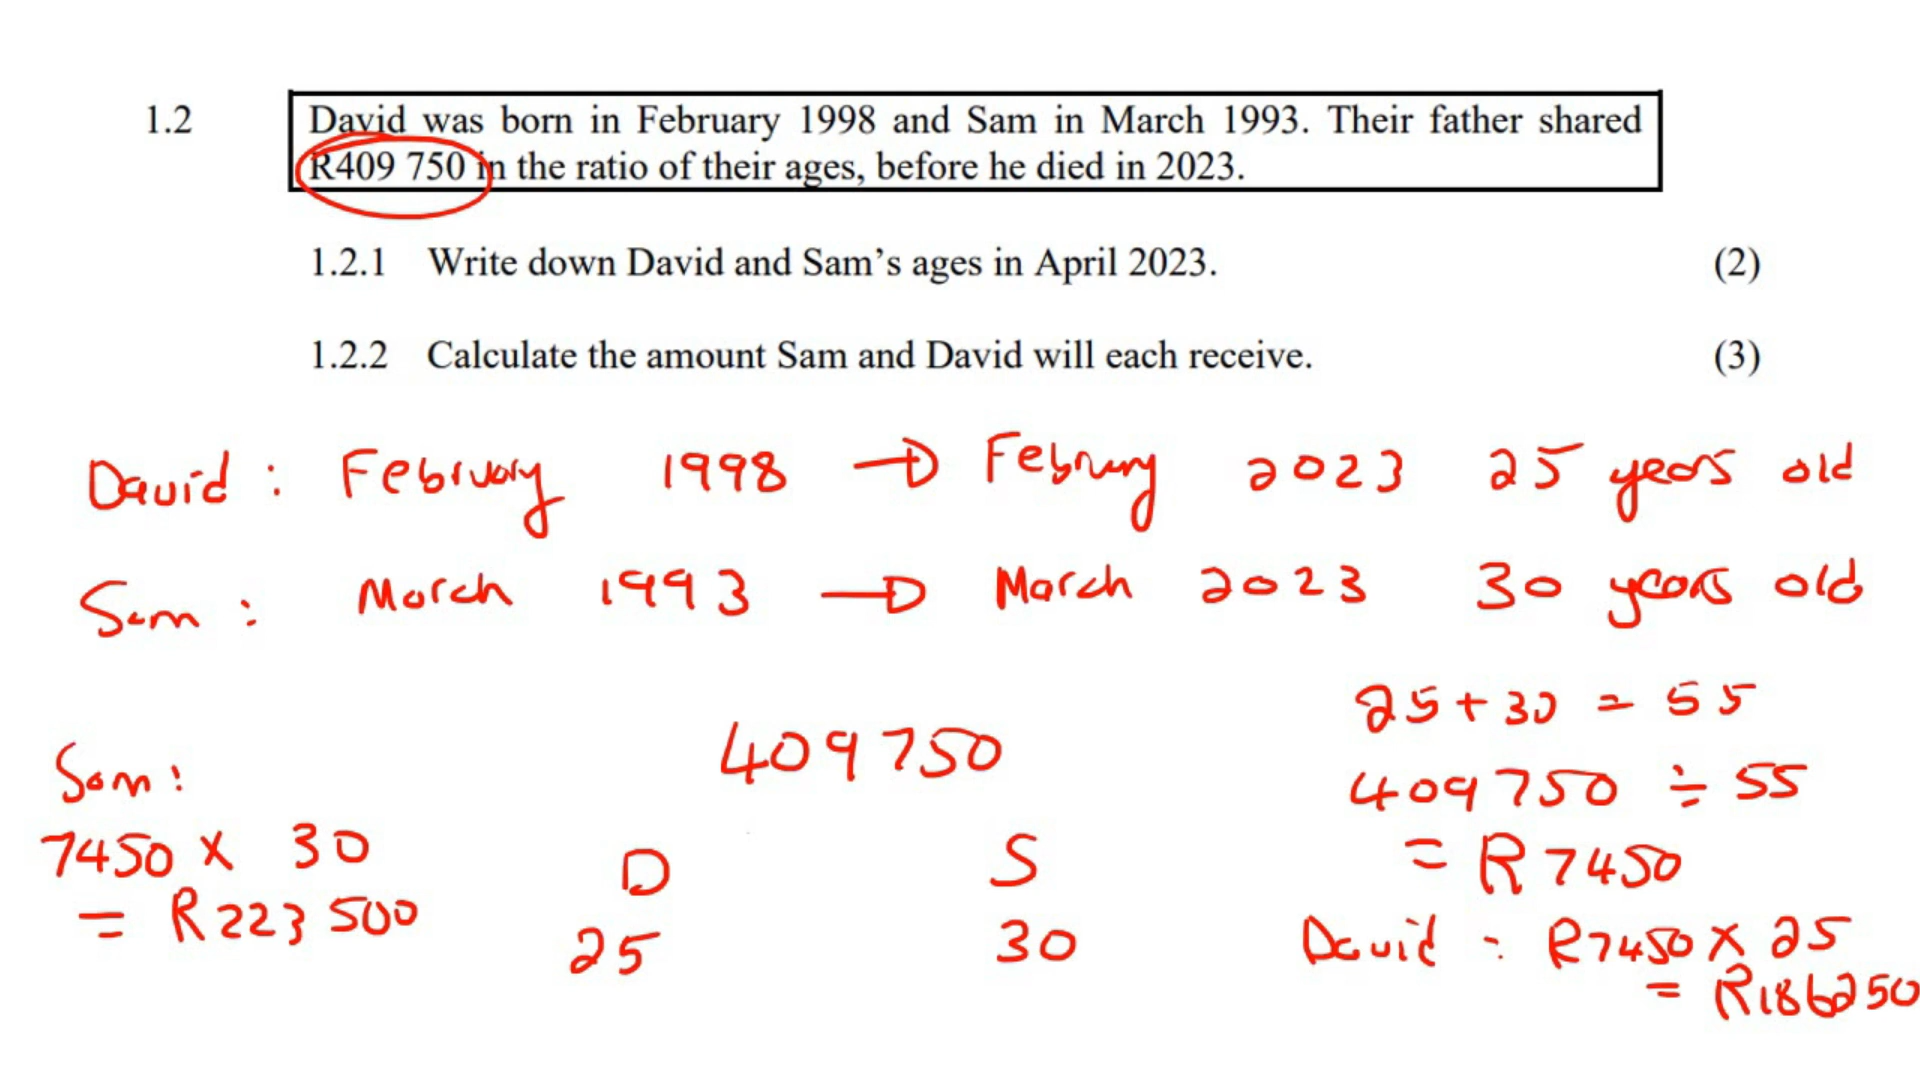 1.2 David was born in February 1998 and Sam in March 1993. Their father shared
R409 750 in the ratio of their ages, before he died in 2023.
1.2.1 Write down David and Sam's ages in April 2023. (2)
1.2.2 Calculate the amount Sam and David will each receive. (3)
David : February 1998 → Februry 2023 25 years old
Sam : March 1993 → March 2023 30 years old
25 + 30 = 55
409750
409750 ÷ 55
= R7450
Sam :
7450 x 30
= R223 500
D S
25 30
David : R7450 x 25
= R186250